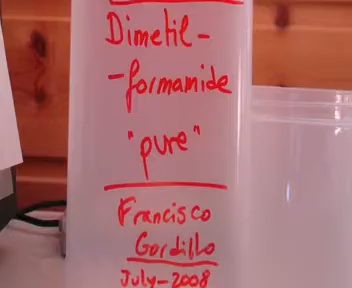 Dimetil-
-formamide
"pure"
Francisco
Gordillo
July-2008